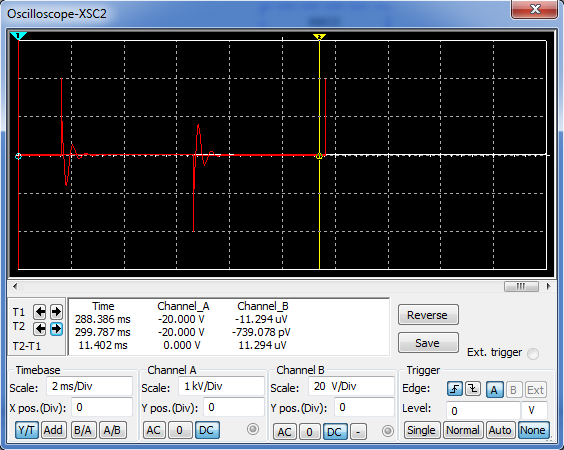 Oscilloscope-XSC2
1 2
T1 Time Channel_A Channel_B Reverse
T2 288.386 ms -20.000 V -11.294 uV
299.787 ms -20.000 V -739.078 pV
T2-T1 11.402 ms 0.000 V 11.294 uV Save Ext. trigger
Timebase Channel A Channel B Trigger
Scale: 2 ms/Div Scale: 1 kV/Div Scale: 20 V/Div Edge: A B Ext
X pos.(Div): 0 Y pos.(Div): 0 Y pos.(Div): 0 Level: 0 V
Y/T Add B/A A/B AC 0 DC AC 0 DC - Single Normal Auto None